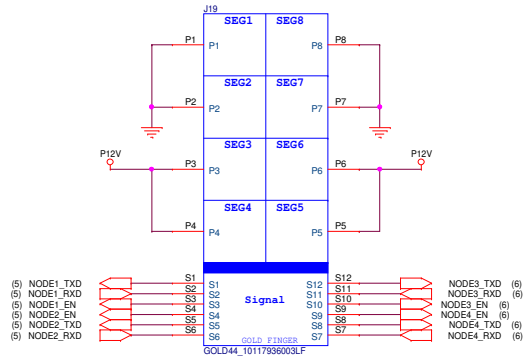 J19
SEG1 SEG8
P1 P1 P8 P8
SEG2 SEG7
P2 P2 P7 P7
SEG3 SEG6
P12V P3 P3 P6 P6 P12V
SEG4 SEG5
P4 P4 P5 P5
(5) NODE1_TXD S1 S1 S12 S12 NODE3_TXD (6)
(5) NODE1_RXD S2 S2 S11 S11 NODE3_RXD (6)
(5) NODE1_EN S3 S3 Signal S10 S10 NODE3_EN (6)
(5) NODE2_EN S4 S4 S9 S9 NODE4_EN (6)
(5) NODE2_TXD S5 S5 S8 S8 NODE4_TXD (6)
(5) NODE2_RXD S6 S6 GOLD FINGER S7 S7 NODE4_RXD (6)
GOLD44_10117936003LF